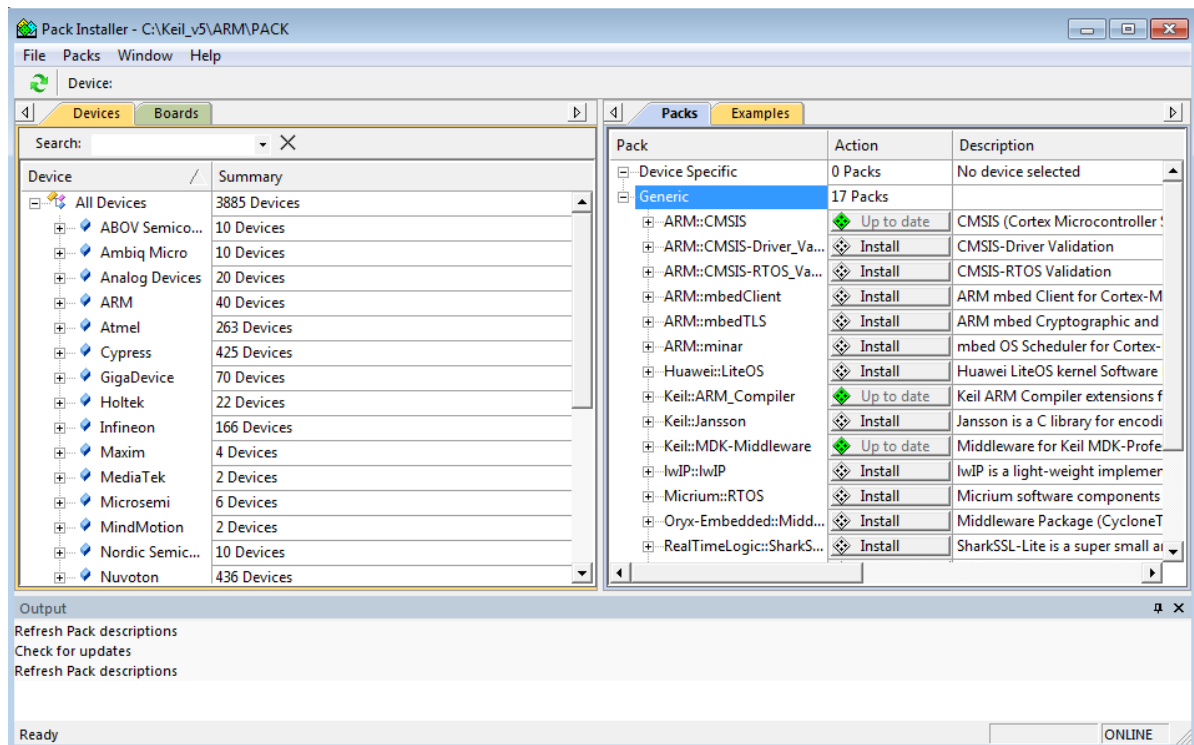 Pack Installer - C:\Keil_v5\ARM\PACK
File Packs Window Help
Device:
Devices Boards
Search:
Device Summary
All Devices 3885 Devices
ABOV Semico... 10 Devices
Ambiq Micro 10 Devices
Analog Devices 20 Devices
ARM 40 Devices
Atmel 263 Devices
Cypress 425 Devices
GigaDevice 70 Devices
Holtek 22 Devices
Infineon 166 Devices
Maxim 4 Devices
MediaTek 2 Devices
Microsemi 6 Devices
MindMotion 2 Devices
Nordic Semic... 10 Devices
Nuvoton 436 Devices
Packs Examples
Pack Action Description
Device Specific 0 Packs No device selected
Generic 17 Packs
ARM::CMSIS Up to date CMSIS (Cortex Microcontroller S
ARM::CMSIS-Driver_Va... Install CMSIS-Driver Validation
ARM::CMSIS-RTOS_Va... Install CMSIS-RTOS Validation
ARM::mbedClient Install ARM mbed Client for Cortex-M
ARM::mbedTLS Install ARM mbed Cryptographic and
ARM::minar Install mbed OS Scheduler for Cortex-
Huawei::LiteOS Install Huawei LiteOS kernel Software
Keil::ARM_Compiler Up to date Keil ARM Compiler extensions f
Keil::Jansson Install Jansson is a C library for encodi
Keil::MDK-Middleware Up to date Middleware for Keil MDK-Profe
lwIP::lwIP Install lwIP is a light-weight implemen
Micrium::RTOS Install Micrium software components
Oryx-Embedded::Midd... Install Middleware Package (CycloneT
RealTimeLogic::SharkS... Install SharkSSL-Lite is a super small a
Output
Refresh Pack descriptions
Check for updates
Refresh Pack descriptions
Ready ONLINE